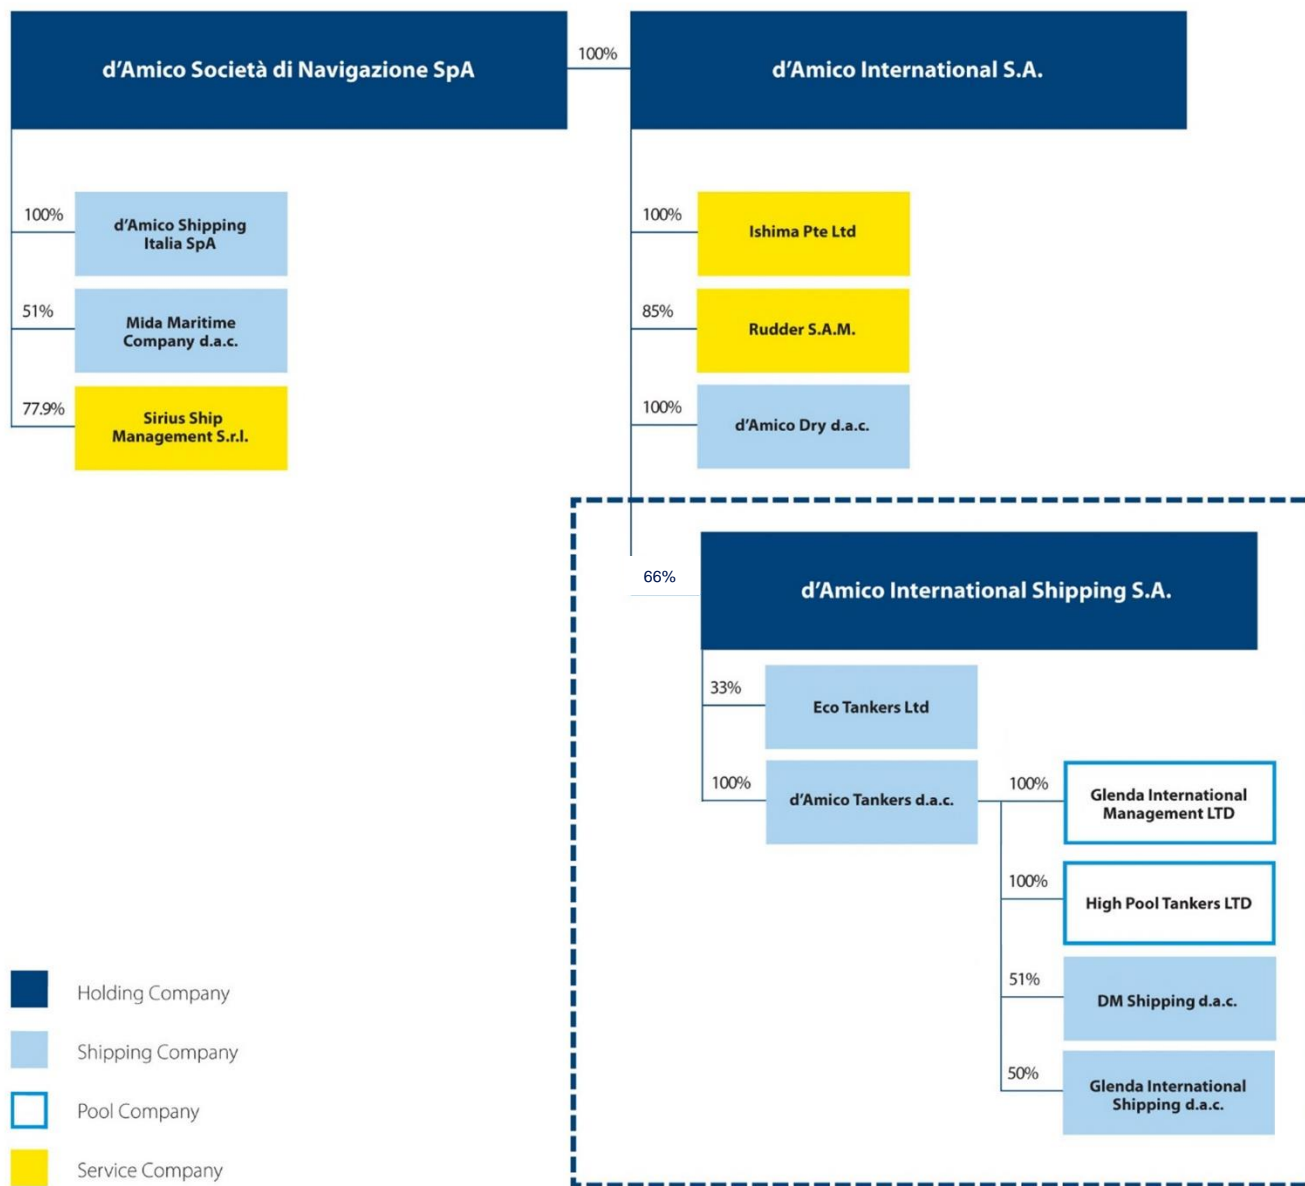 d’Amico Società di Navigazione SpA
100%
d’Amico International S.A.
100%
d’Amico Shipping
Italia SpA
51%
Mida Maritime
Company d.a.c.
77.9%
Sirius Ship
Management S.r.l.
100%
Ishima Pte Ltd
85%
Rudder S.A.M.
100%
d’Amico Dry d.a.c.
66%
d’Amico International Shipping S.A.
33%
Eco Tankers Ltd
100%
d’Amico Tankers d.a.c.
100%
Glenda International
Management LTD
100%
High Pool Tankers LTD
51%
DM Shipping d.a.c.
50%
Glenda International
Shipping d.a.c.
Holding Company
Shipping Company
Pool Company
Service Company